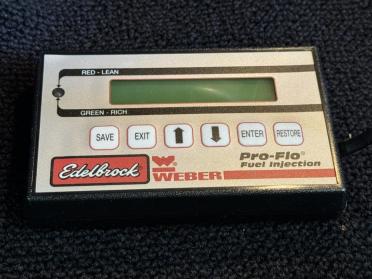 RED - LEAN
GREEN - RICH
SAVE EXIT ENTER RESTORE
Edelbrock WEBER Pro-Flo®
Fuel Injection